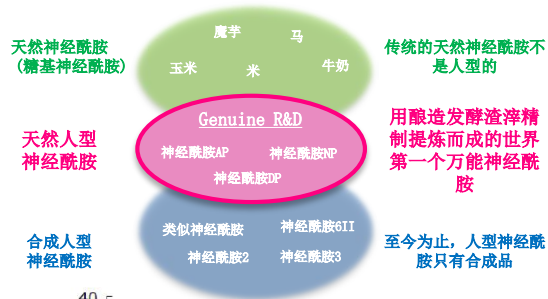 天然神经酰胺
(糖基神经酰胺)
魔芋
马
玉米
米
牛奶
传统的天然神经酰胺不
是人型的
天然人型
神经酰胺
Genuine R&D
神经酰胺AP
神经酰胺NP
神经酰胺DP
用酿造发酵渣滓精
制提炼而成的世界
第一个万能神经酰
胺
合成人型
神经酰胺
类似神经酰胺
神经酰胺6II
神经酰胺2
神经酰胺3
至今为止，人型神经酰
胺只有合成品